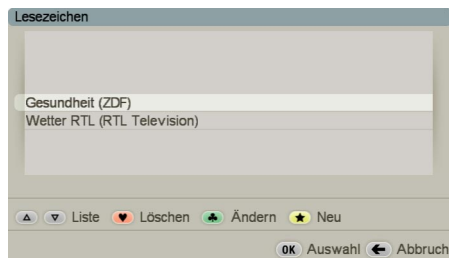 Lesezeichen
Gesundheit (ZDF)
Wetter RTL (RTL Television)
Liste Löschen Ändern Neu
OK Auswahl Abbruch